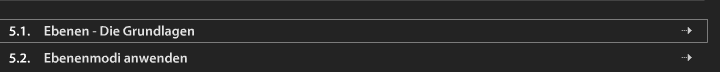 5.1. Ebenen - Die Grundlagen
5.2. Ebenenmodi anwenden